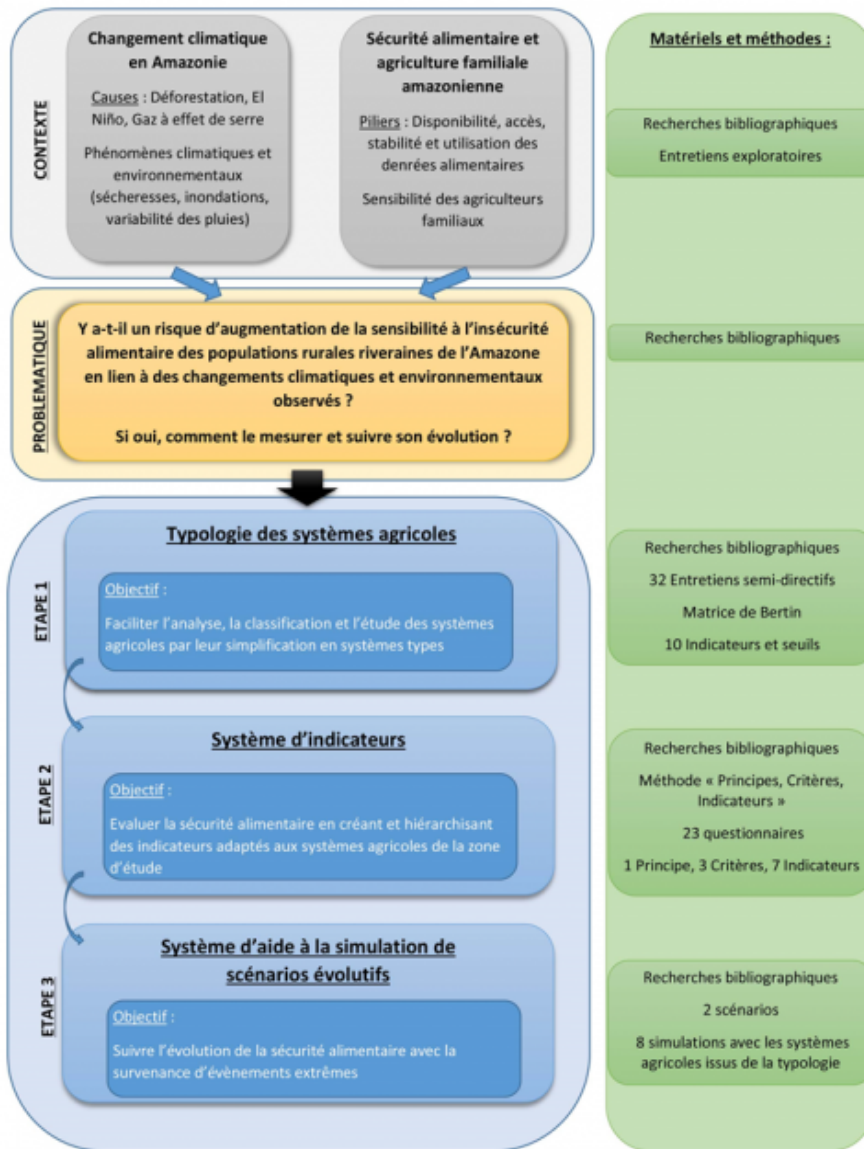 CONTEXTE
Changement climatique
en Amazonie
Causes : Déforestation, El
Niño, Gaz à effet de serre
Phénomènes climatiques et
environnementaux
(sécheresses, inondations,
variabilité des pluies)
Sécurité alimentaire et
agriculture familiale
amazonienne
Piliers : Disponibilité, accès,
stabilité et utilisation des
denrées alimentaires
Sensibilité des agriculteurs
familiaux
Matériels et méthodes :
Recherches bibliographiques
Entretiens exploratoires
PROBLEMATIQUE
Y a-t-il un risque d’augmentation de la sensibilité à l’insécurité
alimentaire des populations rurales riveraines de l’Amazone
en lien à des changements climatiques et environnementaux
observés ?
Si oui, comment le mesurer et suivre son évolution ?
Recherches bibliographiques
ETAPE 1
Typologie des systèmes agricoles
Objectif :
Faciliter l’analyse, la classification et l’étude des systèmes
agricoles par leur simplification en systèmes types
Recherches bibliographiques
32 Entretiens semi-directifs
Matrice de Bertin
10 Indicateurs et seuils
ETAPE 2
Système d’indicateurs
Objectif :
Evaluer la sécurité alimentaire en créant et hiérarchisant
des indicateurs adaptés aux systèmes agricoles de la zone
d’étude
Recherches bibliographiques
Méthode « Principes, Critères,
Indicateurs »
23 questionnaires
1 Principe, 3 Critères, 7 Indicateurs
ETAPE 3
Système d’aide à la simulation de
scénarios évolutifs
Objectif :
Suivre l’évolution de la sécurité alimentaire avec la
survenance d’évènements extrêmes
Recherches bibliographiques
2 scénarios
8 simulations avec les systèmes
agricoles issus de la typologie